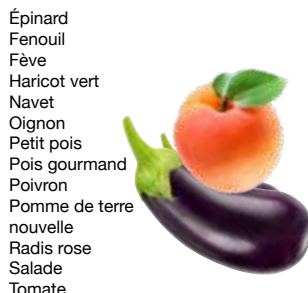 Épinard
Fenouil
Fève
Haricot vert
Navet
Oignon
Petit pois
Pois gourmand
Poivron
Pomme de terre
nouvelle
Radis rose
Salade
Tomate